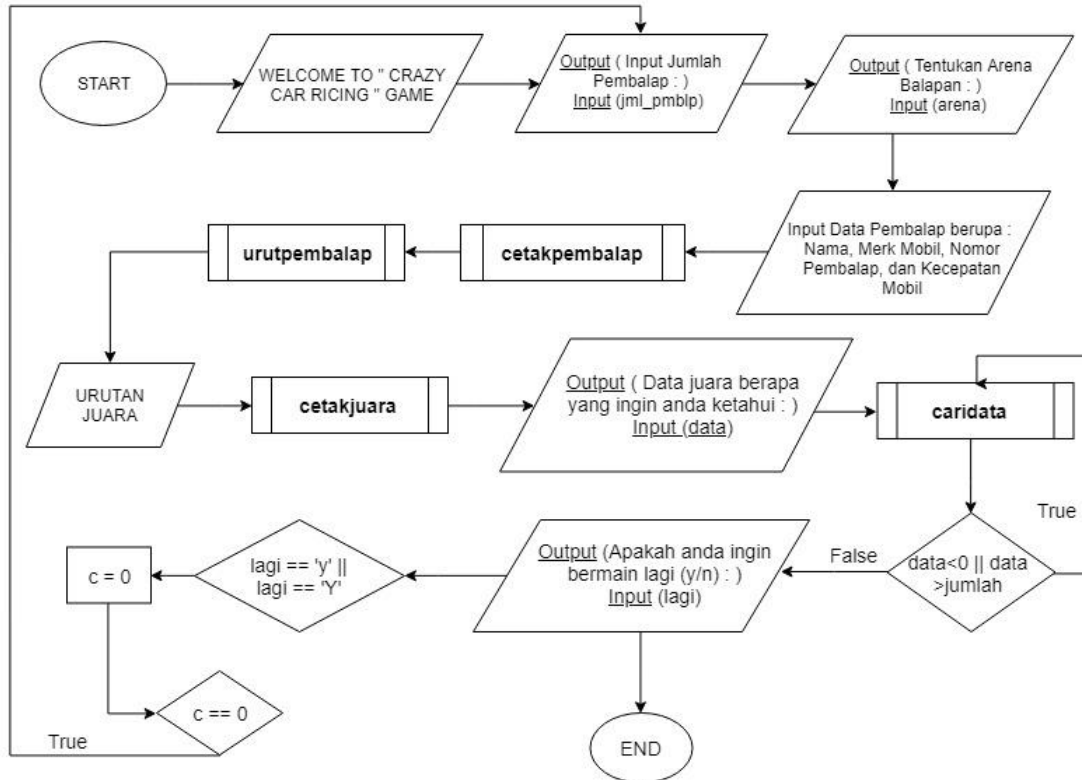 START
WELCOME TO " CRAZY
CAR RICING " GAME
Output ( Input Jumlah
Pembalap : )
Input (jml_pmblp)
Output ( Tentukan Arena
Balapan : )
Input (arena)
Input Data Pembalap berupa :
Nama, Merk Mobil, Nomor
Pembalap, dan Kecepatan
Mobil
cetakpembalap
urutpembalap
URUTAN
JUARA
cetakjuara
Output ( Data juara berapa
yang ingin anda ketahui : )
Input (data)
caridata
data<0 || data
>jumlah
True
False
Output (Apakah anda ingin
bermain lagi (y/n) : )
Input (lagi)
lagi == 'y' ||
lagi == 'Y'
c = 0
c == 0
True
END